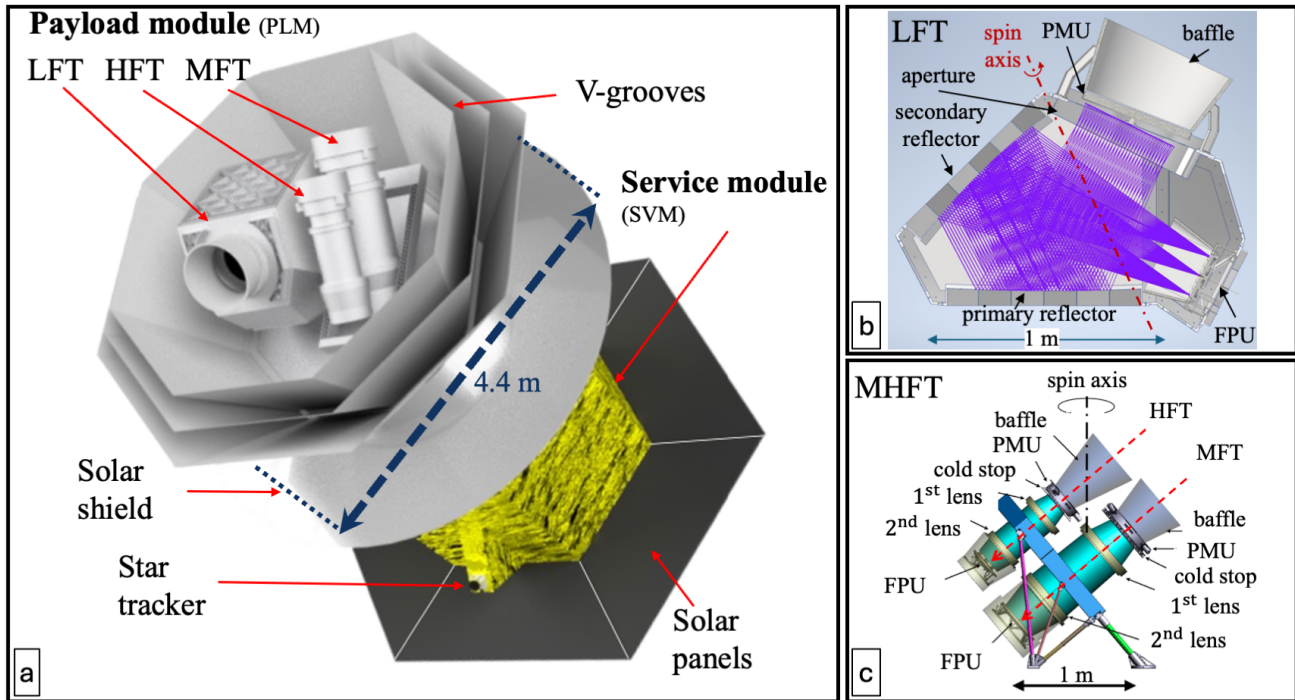 Payload module (PLM)
LFT HFT MFT
V-grooves
Service module
(SVM)
4.4 m
Solar
shield
Star
tracker
Solar
panels
a
LFT
spin
axis
PMU
baffle
aperture
secondary
reflector
primary reflector
FPU
1 m
b
MHFT
spin axis
HFT
MFT
baffle
PMU
cold stop
1st lens
2nd lens
FPU
baffle
PMU
cold stop
1st lens
2nd lens
FPU
1 m
c